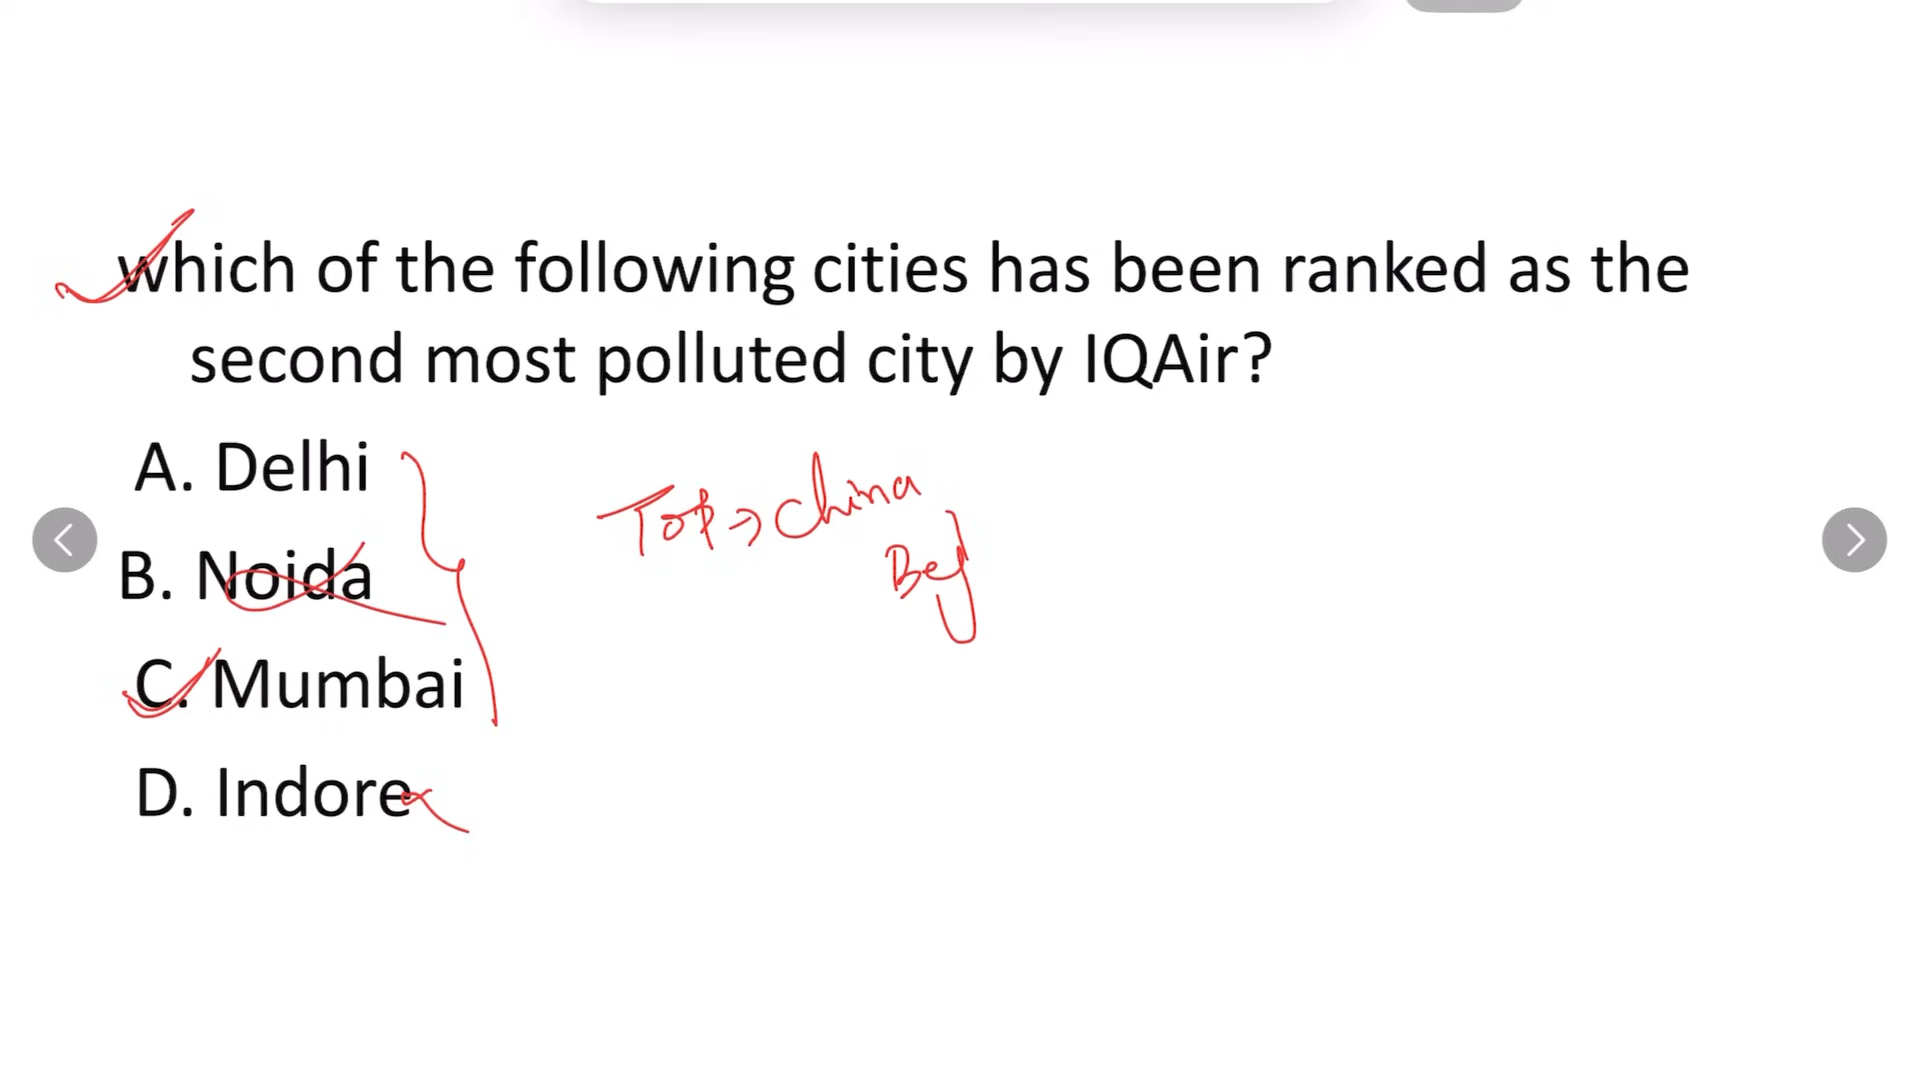 which of the following cities has been ranked as the
second most polluted city by IQAir?
A. Delhi
Top → China
Bej
B. Noida
C. Mumbai
D. Indore